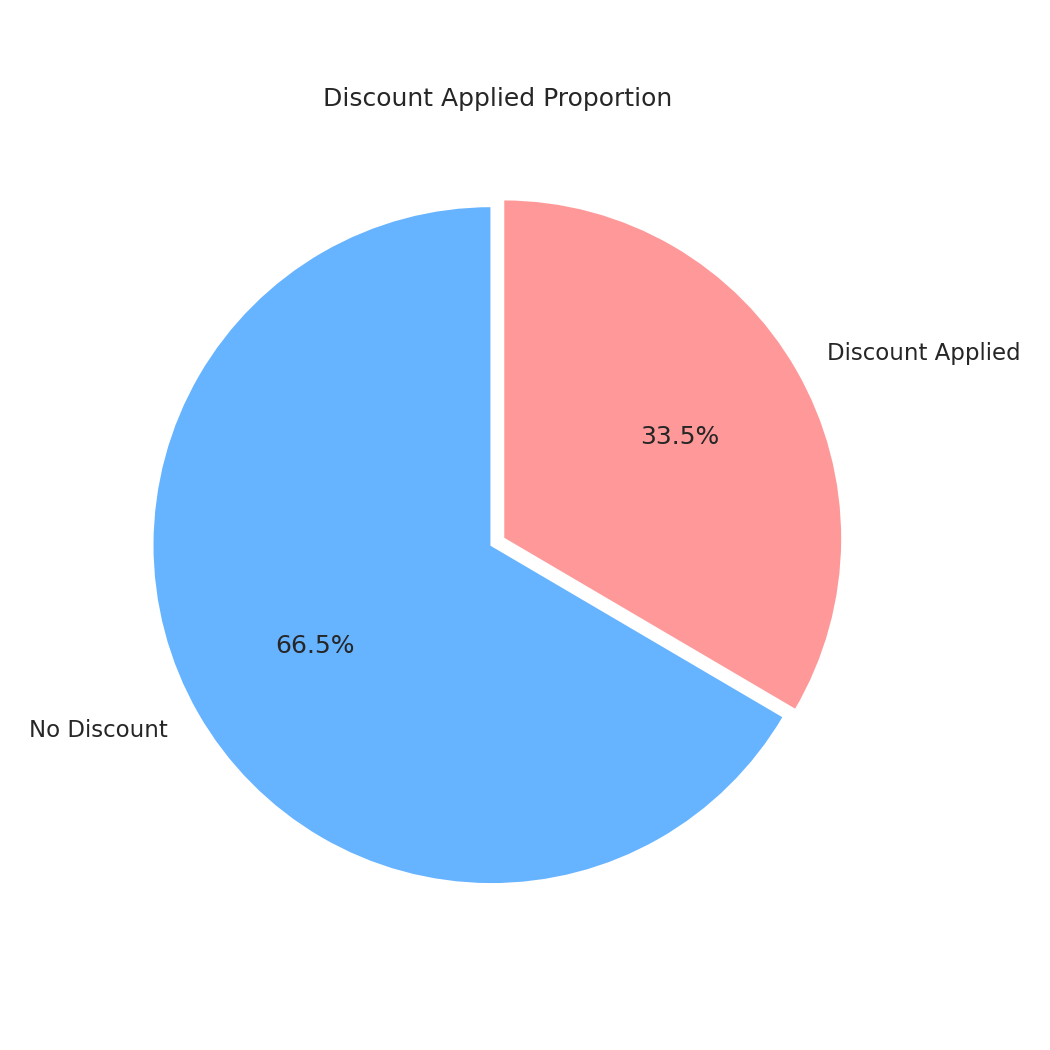 Discount Applied Proportion
Discount Applied
33.5%
66.5%
No Discount